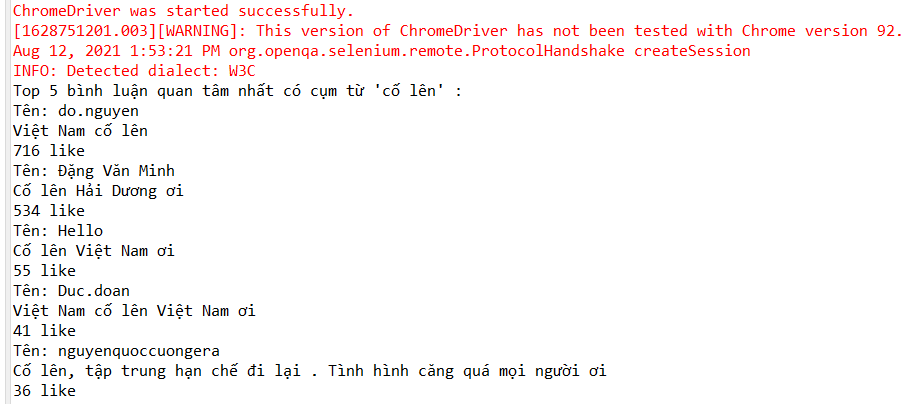 ChromeDriver was started successfully.
[1628751201.003][WARNING]: This version of ChromeDriver has not been tested with Chrome version 92.
Aug 12, 2021 1:53:21 PM org.openqa.selenium.remote.ProtocolHandshake createSession
INFO: Detected dialect: W3C
Top 5 bình luận quan tâm nhất có cụm từ 'cố lên' :
Tên: do.nguyen
Việt Nam cố lên
716 like
Tên: Đặng Văn Minh
Cố lên Hải Dương ơi
534 like
Tên: Hello
Cố lên Việt Nam ơi
55 like
Tên: Duc.doan
Việt Nam cố lên Việt Nam ơi
41 like
Tên: nguyenquoccuongera
Cố lên, tập trung hạn chế đi lại . Tình hình căng quá mọi người ơi
36 like